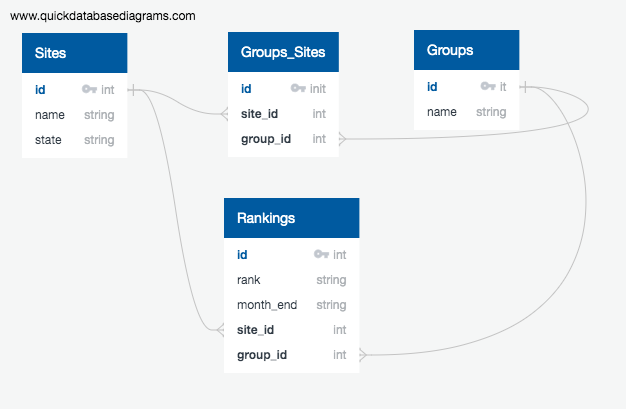 www.quickdatabasediagrams.com
Sites
id int
name string
state string
Groups_Sites
id init
site_id int
group_id int
Groups
id it
name string
Rankings
id int
rank string
month_end string
site_id int
group_id int